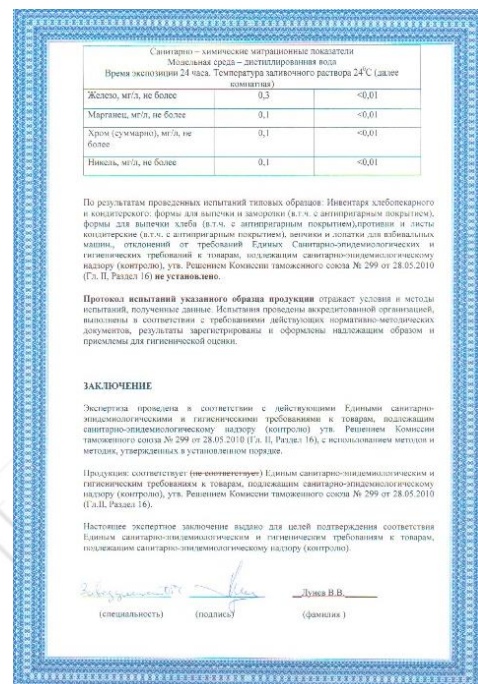 Санитарно – химические миграционные показатели
Модельная среда – дистиллированная вода
Время экспозиции 24 часа. Температура заливочного раствора 24⁰С (далее
комнатная)
Железо, мг/л, не более 0,3 <0,01
Марганец, мг/л, не более 0,1 <0,01
Хром (суммарно), мг/л, не
более 0,1 <0,01
Никель, мг/л, не более 0,1 <0,01
По результатам проведенных испытаний типовых образцов: Инвентаря хлебопекарного
и кондитерского: формы для выпечки и заморозки (в.т.ч. с антипригарным покрытием),
формы для выпечки хлеба (в.т.ч. с антипригарным покрытием),противни и листы
кондитерские (в.т.ч. с антипригарным покрытием), венчики и лопатки для взбивальных
машин., отклонений от требований Единых Санитарно-эпидемиологических и
гигиенических требований к товарам, подлежащим санитарно-эпидемиологическому
надзору (контролю), утв. Решением Комиссии таможенного союза № 299 от 28.05.2010
(Гл. II, Раздел 16) не установлено.
Протокол испытаний указанного образца продукции отражает условия и методы
испытаний, полученные данные. Испытания проведены аккредитованной организацией,
выполнены в соответствии с требованиями действующих нормативно-методических
документов, результаты зарегистрированы и оформлены надлежащим образом и
приемлемы для гигиенической оценки.
ЗАКЛЮЧЕНИЕ
Экспертиза проведена в соответствии с действующими Едиными санитарно-
эпидемиологическими и гигиеническими требованиями к товарам, подлежащим
санитарно-эпидемиологическому надзору (контролю) утв. Решением Комиссии
таможенного союза № 299 от 28.05.2010 (Гл. II, Раздел 16), с использованием методов и
методик, утвержденных в установленном порядке.
Продукция: соответствует (не соответствует) Единым санитарно-эпидемиологическим и
гигиеническим требованиям к товарам, подлежащим санитарно-эпидемиологическому
надзору (контролю), утв. Решением Комиссии таможенного союза № 299 от 28.05.2010
(Гл.II, Раздел 16).
Настоящее экспертное заключение выдано для целей подтверждения соответствия
Единым санитарно-эпидемиологическим и гигиеническим требованиям к товарам,
подлежащим санитарно-эпидемиологическому надзору (контролю).
В.В.
(специальность) (подпись) (фамилия )